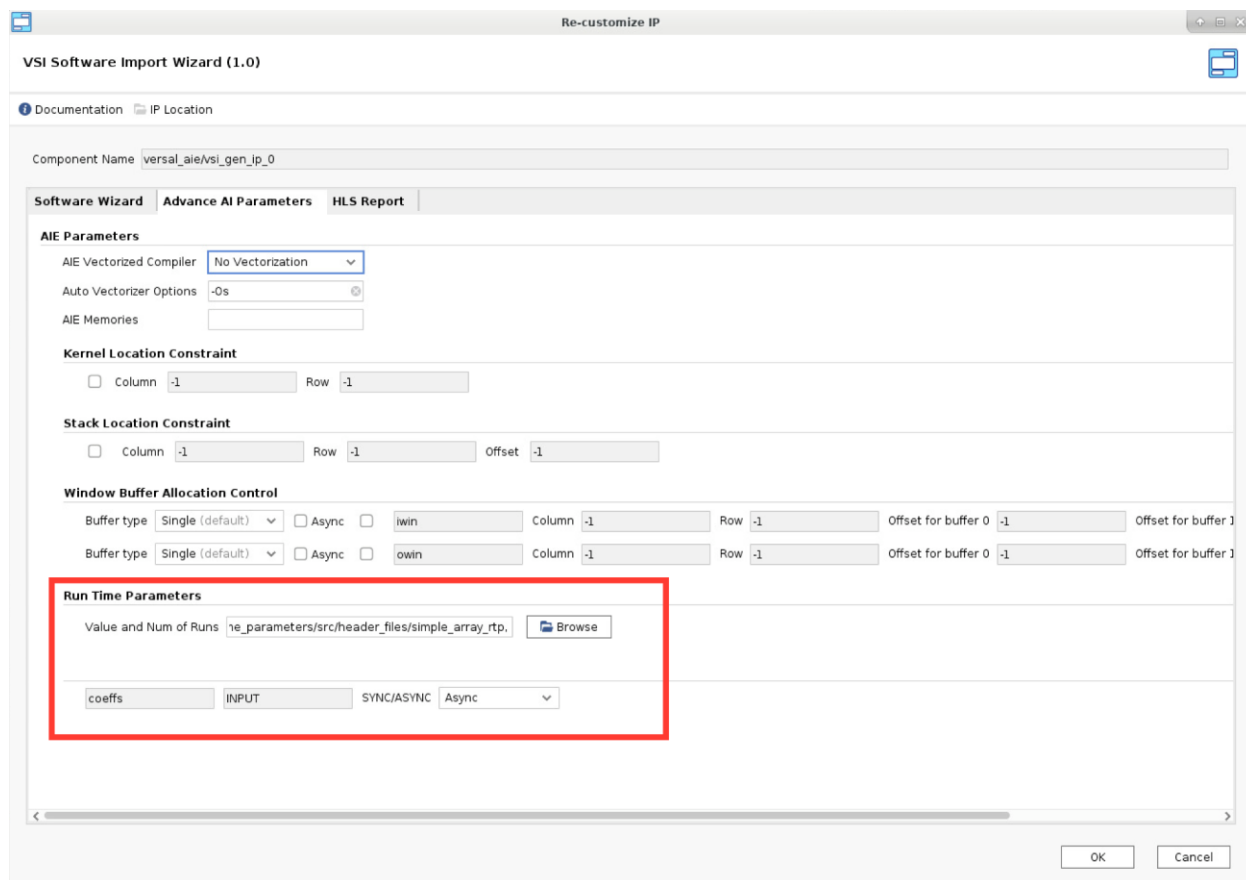 Re-customize IP
VSI Software Import Wizard (1.0)
Documentation IP Location
Component Name versal_aie/vsi_gen_ip_0
Software Wizard Advance AI Parameters HLS Report
AIE Parameters
AIE Vectorized Compiler No Vectorization
Auto Vectorizer Options -Os
AIE Memories
Kernel Location Constraint
Column -1 Row -1
Stack Location Constraint
Column -1 Row -1 Offset -1
Window Buffer Allocation Control
Buffer type Single (default) Async iwin Column -1 Row -1 Offset for buffer 0 -1 Offset for buffer 1
Buffer type Single (default) Async owin Column -1 Row -1 Offset for buffer 0 -1 Offset for buffer 1
Run Time Parameters
Value and Num of Runs ne_parameters/src/header_files/simple_array_rtp, Browse
coeffs INPUT SYNC/ASYNC Async
OK Cancel